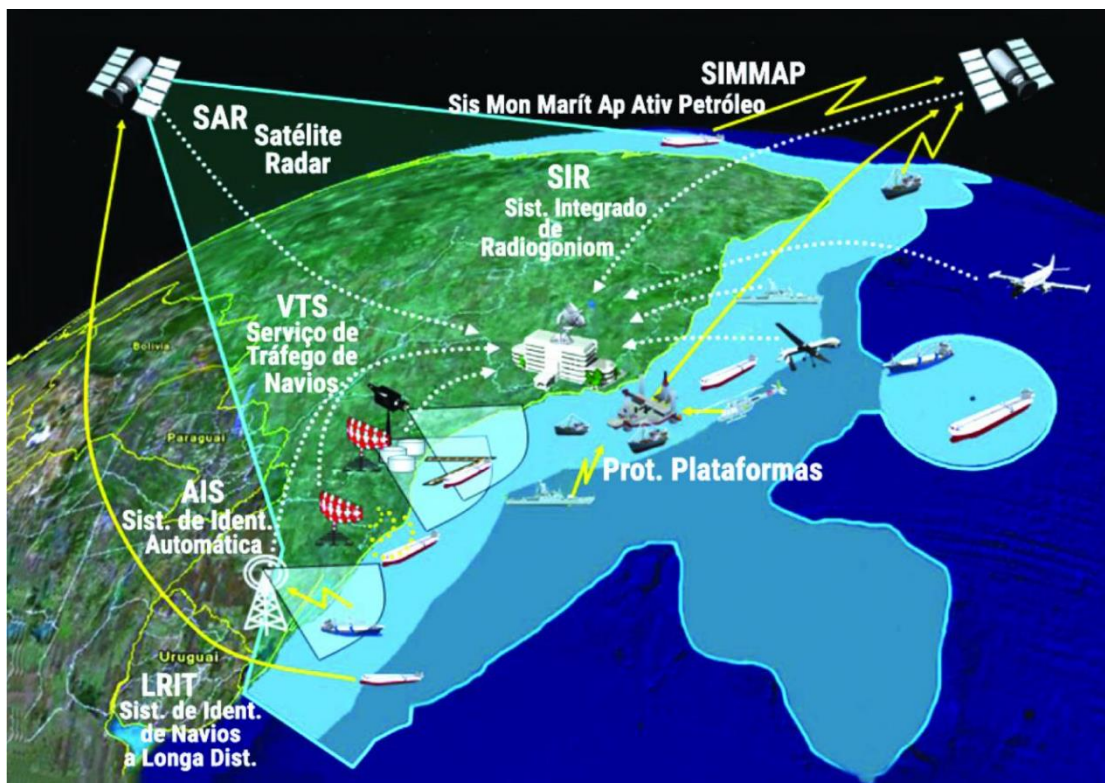 SIMMAP
Sis Mon Marít Ap Ativ Petróleo
SAR
Satélite
Radar
SIR
Sist. Integrado
de
Radiogoniom
VTS
Serviço de
Tráfego de
Navios
Bolivia
Paraguai
Prot. Plataformas
AIS
Sist. de Ident.
Automática
Uruguai
LRIT
Sist. de Ident.
de Navios
a Longa Dist.